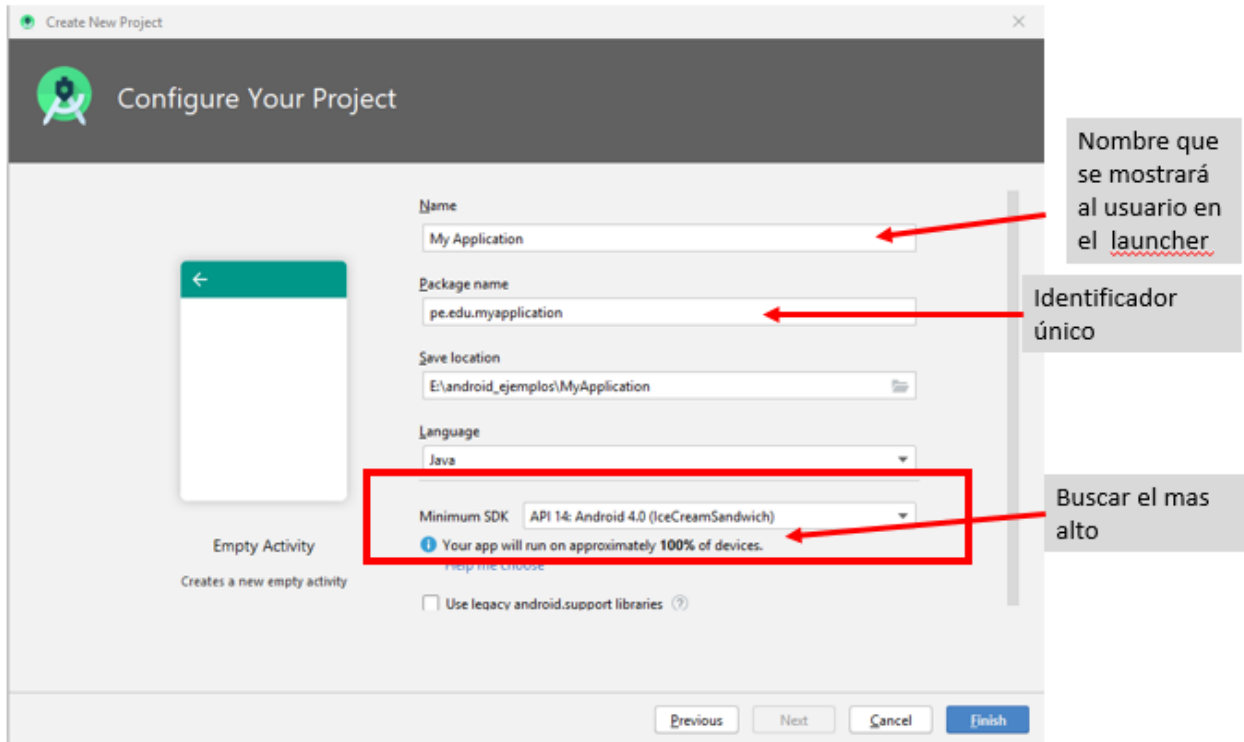 Create New Project
Configure Your Project
Nombre que
se mostrará
al usuario en
el launcher
Name
My Application
Package name
pe.edu.myapplication
Identificador
único
Save location
E:\android_ejemplos\MyApplication
Language
Java
Minimum SDK API 14: Android 4.0 (IceCreamSandwich)
Your app will run on approximately 100% of devices.
Help me choose
Buscar el mas
alto
Use legacy android.support libraries ?
Empty Activity
Creates a new empty activity
Previous Next Cancel Finish